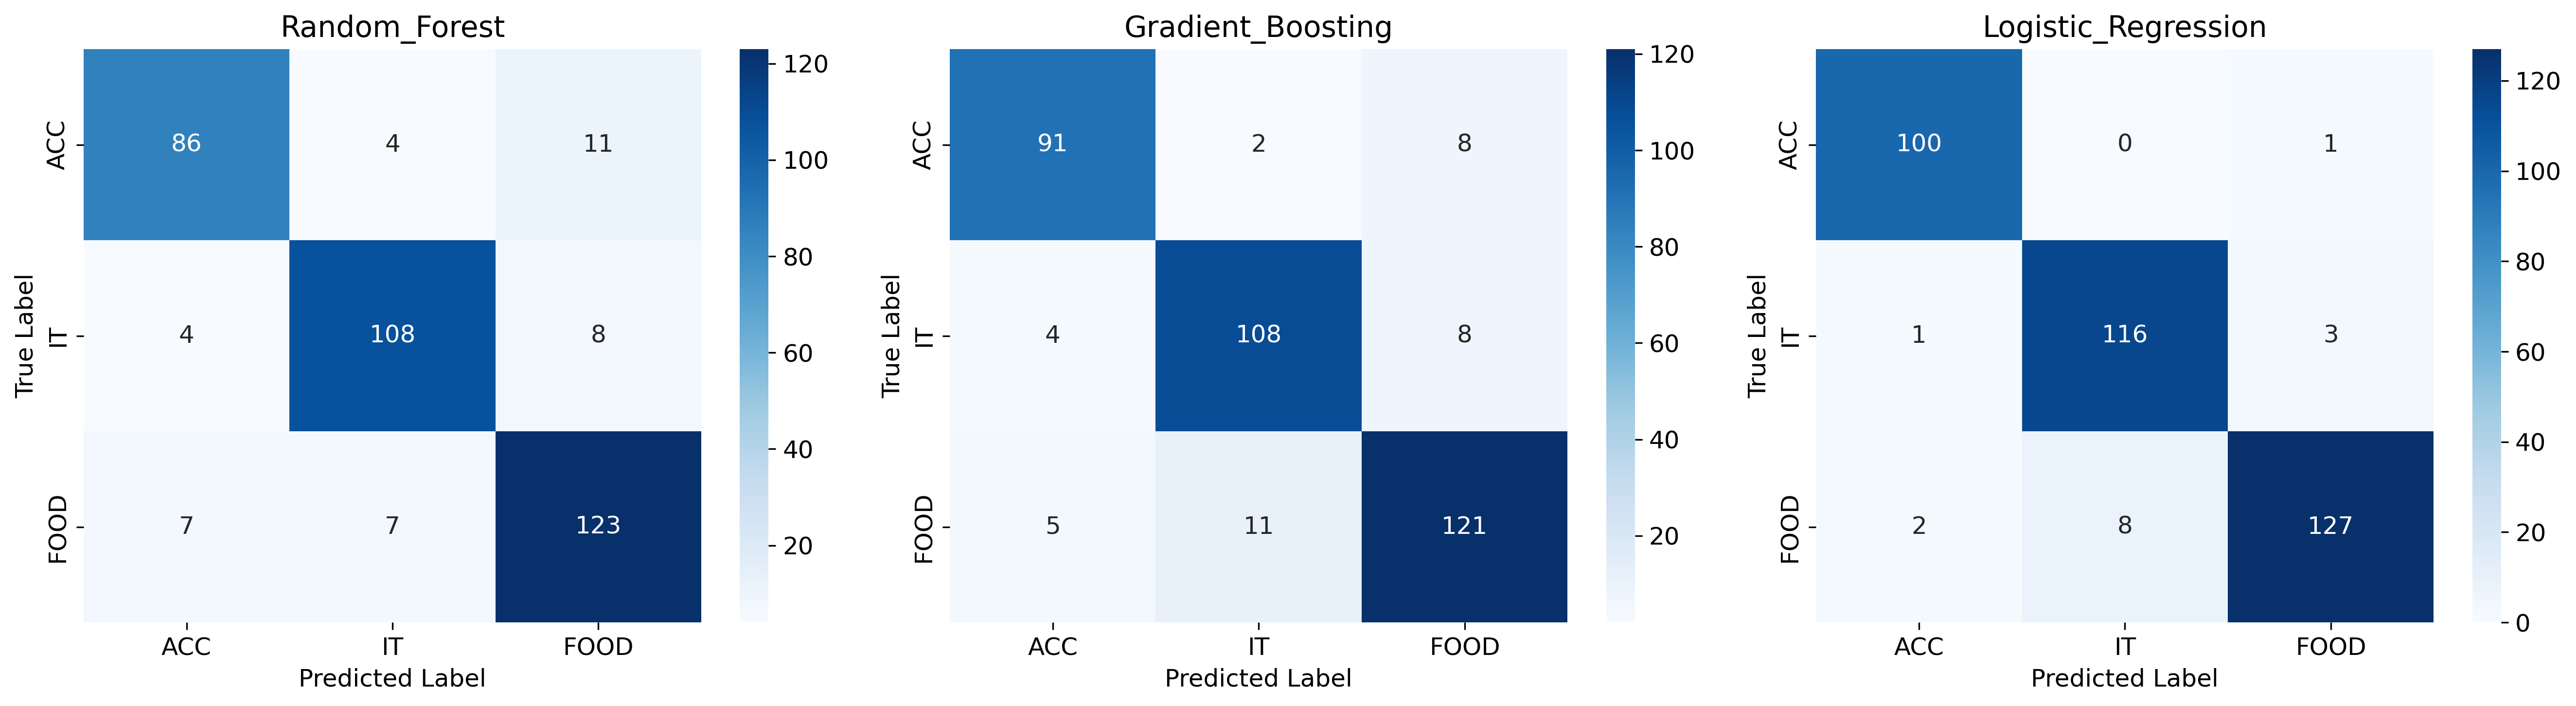 Random_Forest
True Label
ACC
IT
FOOD
86 4 11
4 108 8
7 7 123
ACC IT FOOD
Predicted Label
120
100
80
60
40
20
Gradient_Boosting
True Label
ACC
IT
FOOD
91 2 8
4 108 8
5 11 121
ACC IT FOOD
Predicted Label
120
100
80
60
40
20
Logistic_Regression
True Label
ACC
IT
FOOD
100 0 1
1 116 3
2 8 127
ACC IT FOOD
Predicted Label
120
100
80
60
40
20
0